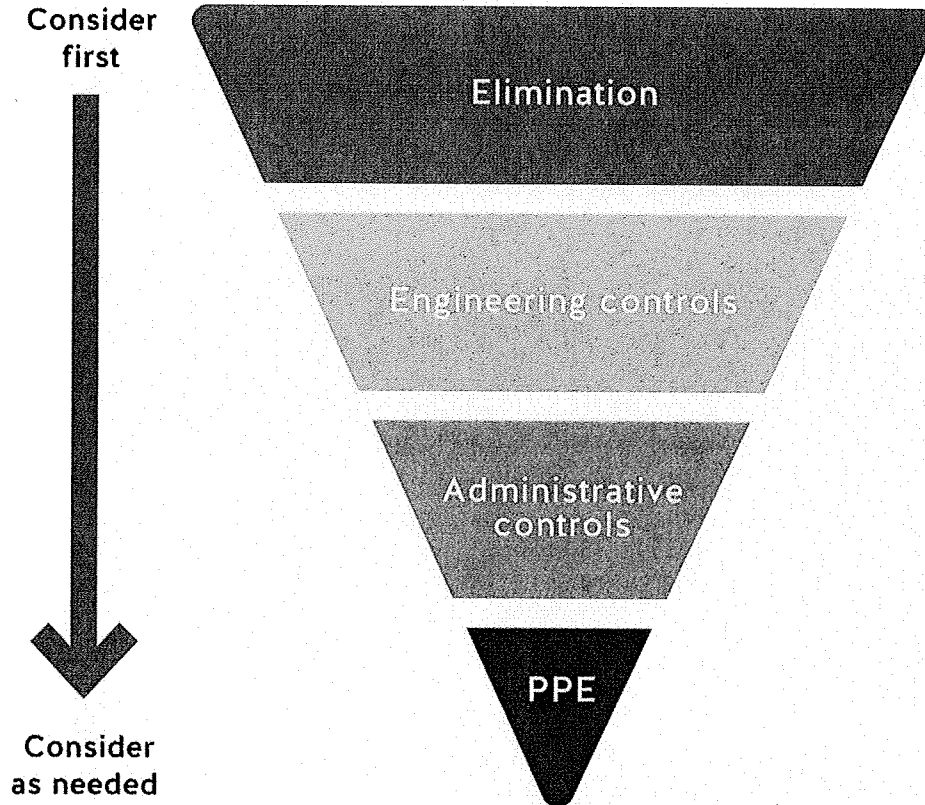 Consider
first
Elimination
Engineering controls
Administrative
controls
PPE
Consider
as needed